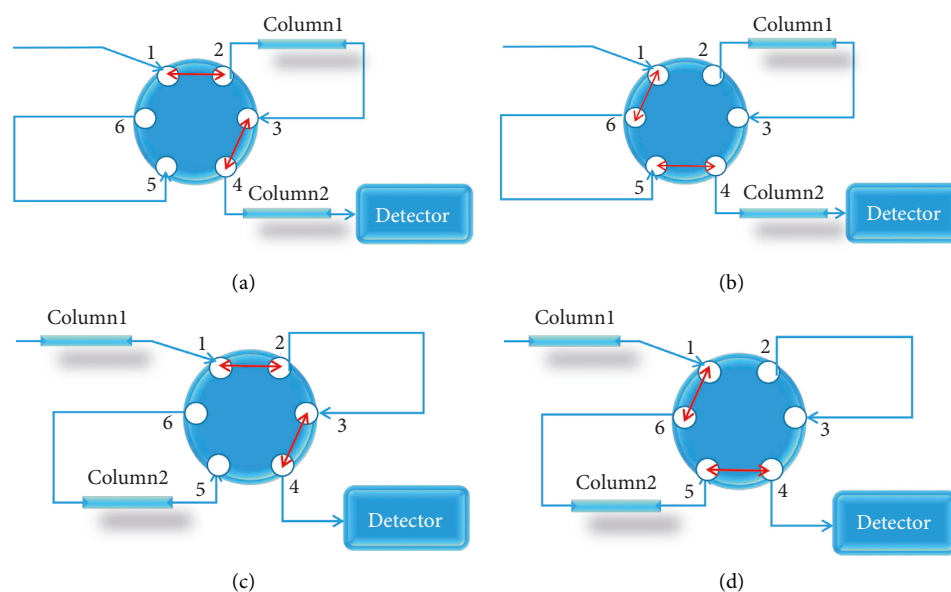 Column1
1 2
6 3
5 4
Column2
Detector
(a)
Column1
1 2
6 3
5 4
Column2
Detector
(b)
Column1
1 2
6 3
Column2 5 4
Detector
(c)
Column1
1 2
6 3
Column2 5 4
Detector
(d)